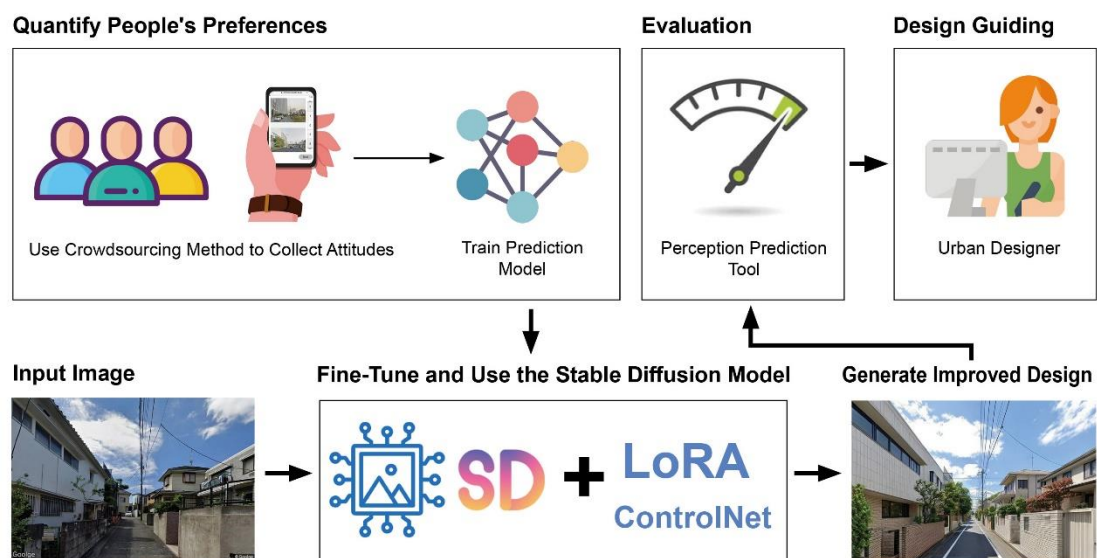 Quantify People's Preferences
Evaluation
Design Guiding
Use Crowdsourcing Method to Collect Attitudes
Train Prediction
Model
Perception Prediction
Tool
Urban Designer
Input Image
Fine-Tune and Use the Stable Diffusion Model
Generate Improved Design
SD
+
LoRA
ControlNet